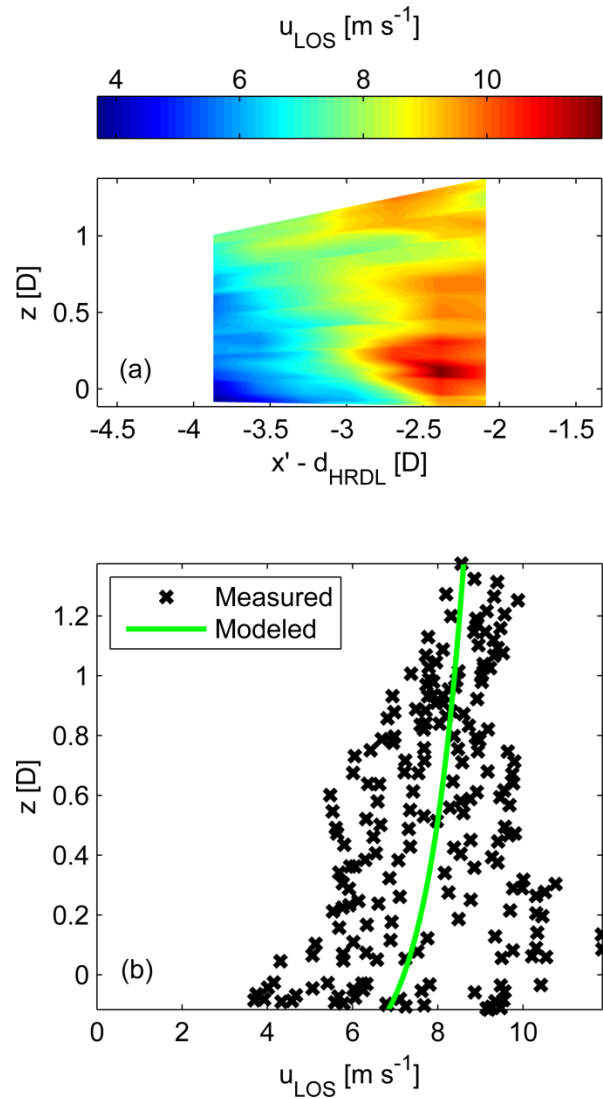 u_LOS [m s^-1]
4 6 8 10
1
0.5
0
z [D]
(a)
-4.5 -4 -3.5 -3 -2.5 -2 -1.5
x' - d_HRDL [D]
Measured
Modeled
1.2
1
0.8
0.6
0.4
0.2
0
z [D]
(b)
0 2 4 6 8 10
u_LOS [m s^-1]